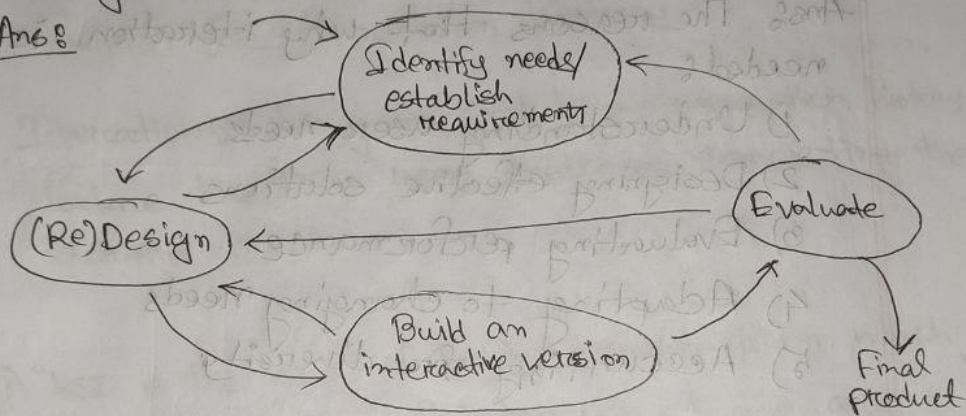 Ans:
Identify needs/
establish
requirements
(Re)Design
Evaluate
Build an
interactive version
Final
product